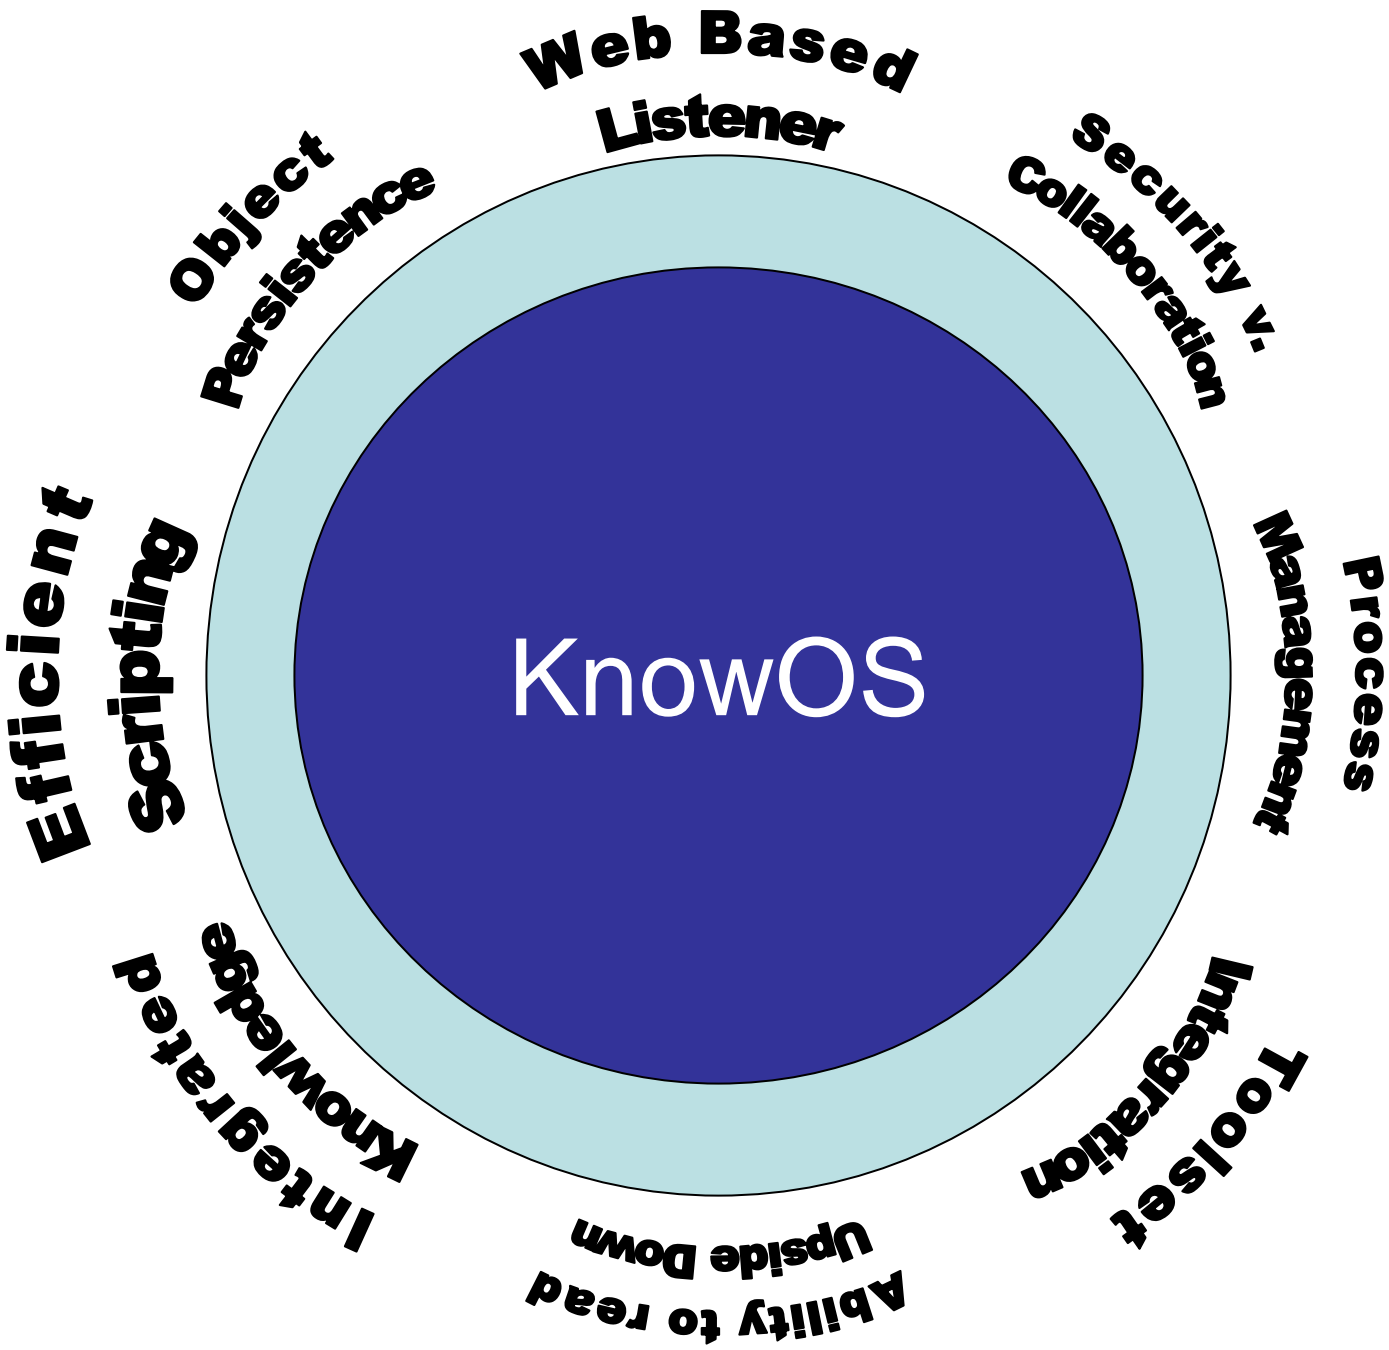 Web Based
Listener
Security v.
Collaboration
Process
Management
Toolset
Integration
Ability to read
Upside Down
Integrated
Knowledge
Efficient
Scripting
Object
Persistence
KnowOS